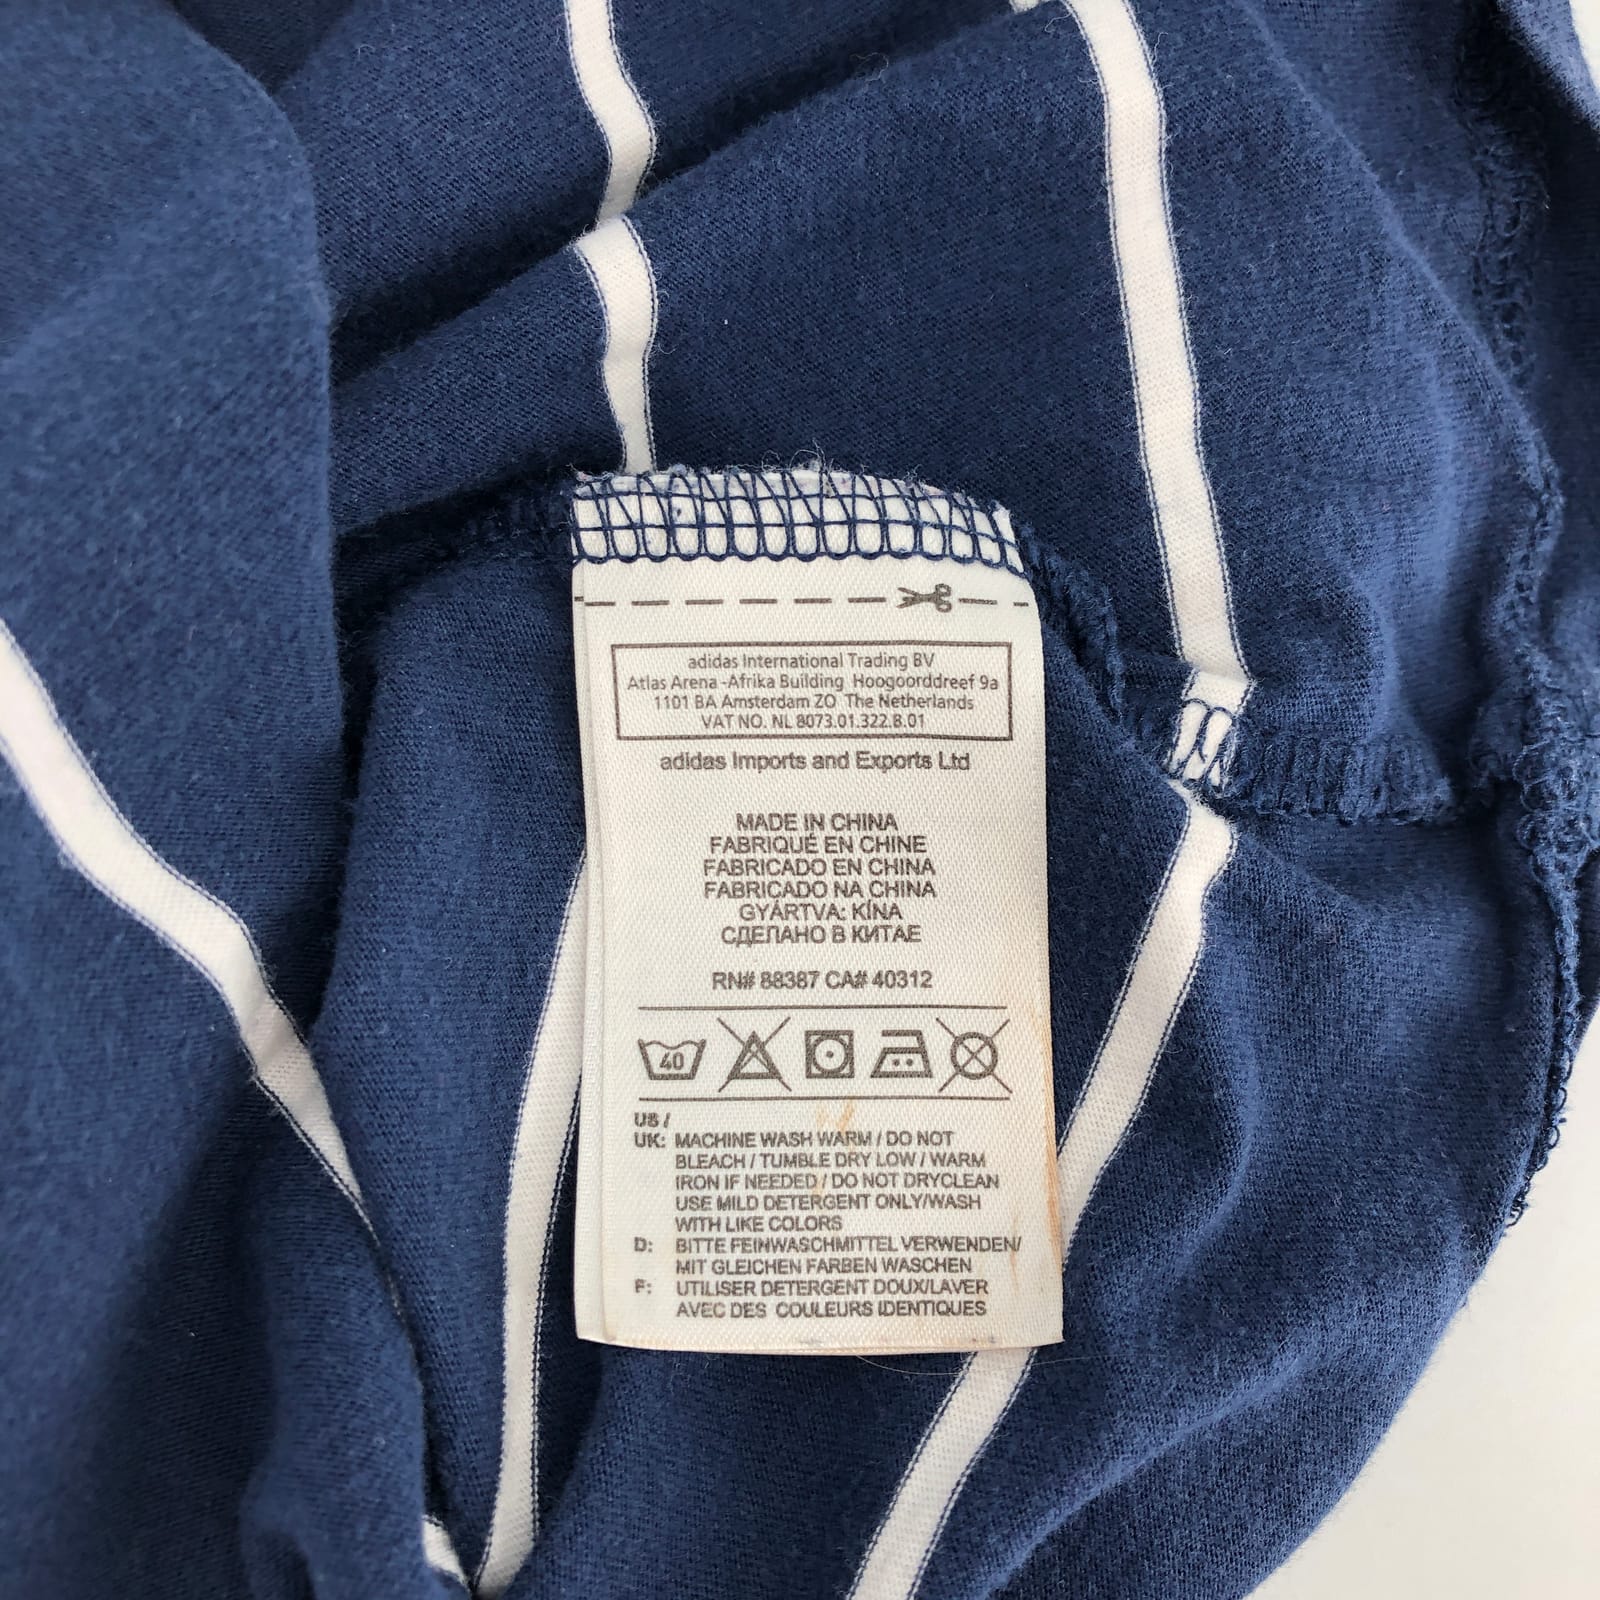 adidas International Trading BV
Atlas Arena -Afrika Building Hoogoorddreef 9a
1101 BA Amsterdam ZO The Netherlands
VAT NO. NL 8073.01.322.B.01
adidas Imports and Exports Ltd
MADE IN CHINA
FABRIQUÉ EN CHINE
FABRICADO EN CHINA
FABRICADO NA CHINA
GYÁRTVA: KÍNA
СДЕЛАНО В КИТАЕ
RN# 88387 CA# 40312
40
US /
UK: MACHINE WASH WARM / DO NOT
BLEACH / TUMBLE DRY LOW / WARM
IRON IF NEEDED / DO NOT DRYCLEAN
USE MILD DETERGENT ONLY/WASH
WITH LIKE COLORS
D: BITTE FEINWASCHMITTEL VERWENDEN/
MIT GLEICHEN FARBEN WASCHEN
F: UTILISER DETERGENT DOUX/LAVER
AVEC DES COULEURS IDENTIQUES